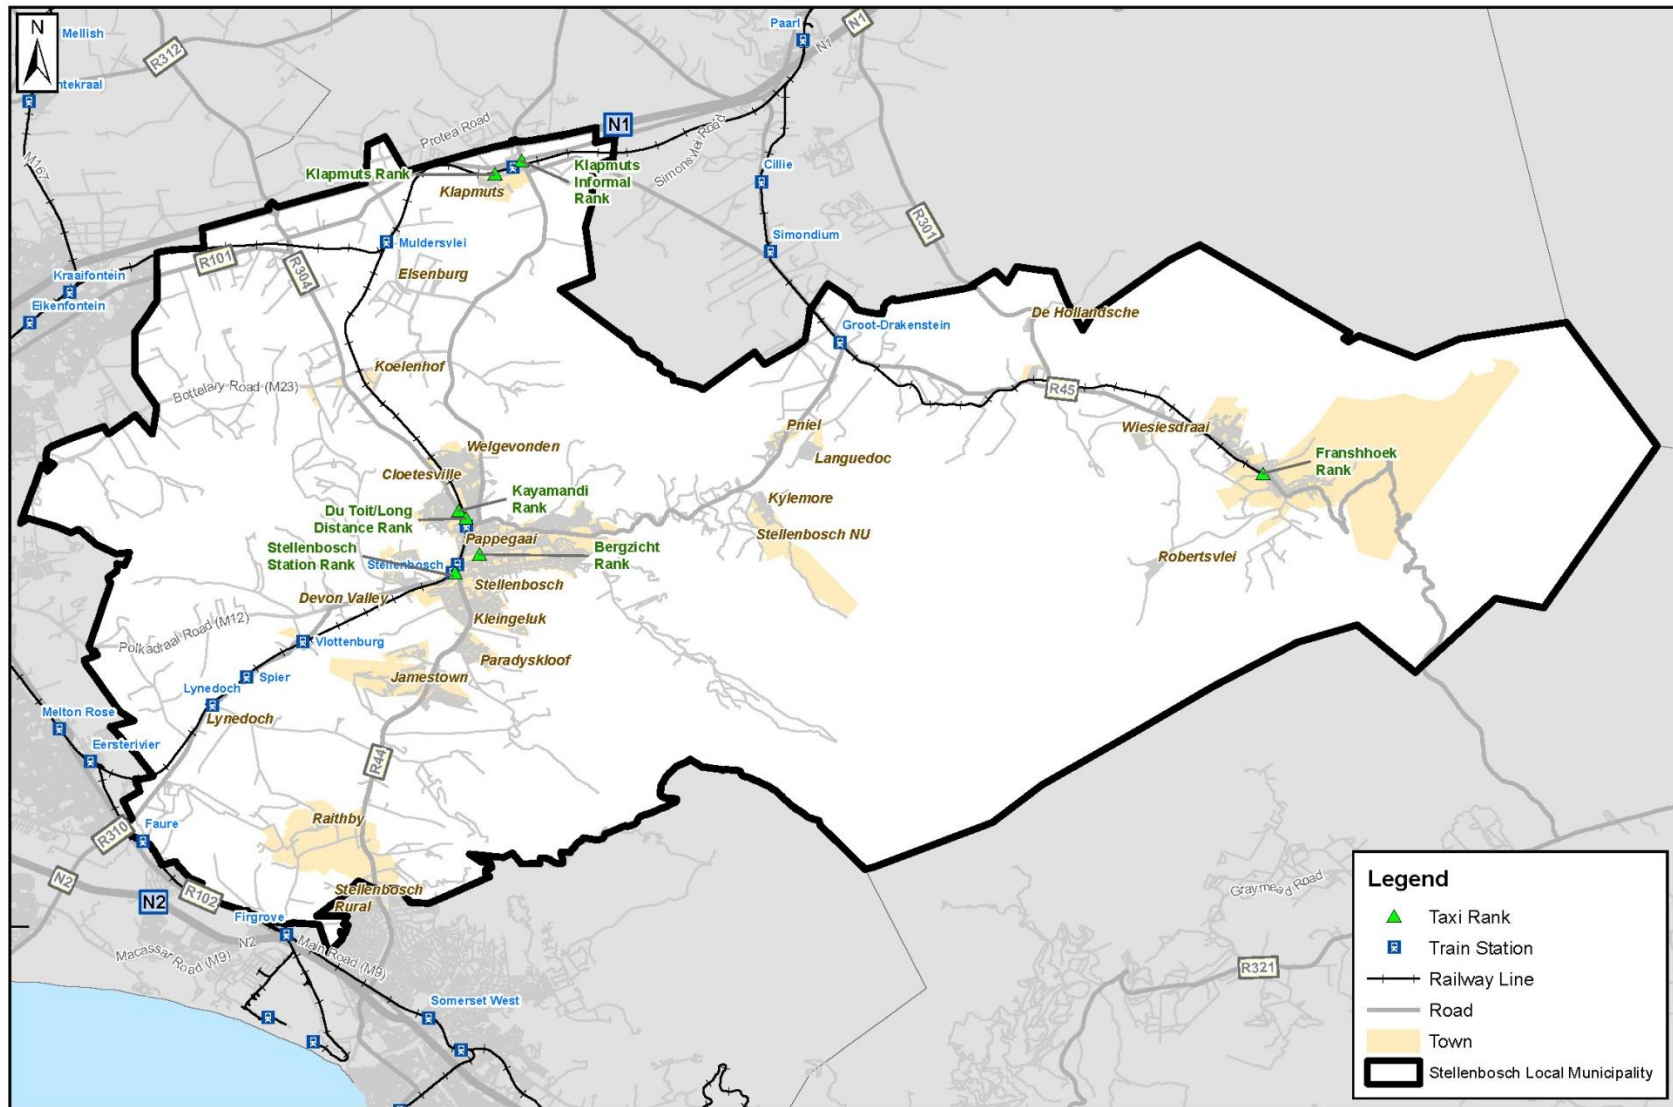 N
Mellish
R312
Paarl
N1
N1
ntekraal
Protea Road
N1
M167
Simonsvlei Road
Klapmuts Rank
Klapmuts
Informal
Rank
Klapmuts
Cillie
R301
Muldersvlei
Simondium
R101
Elsenburg
R304
Kraaifontein
Eikenfontein
De Hollandsche
Groot-Drakenstein
Koelenhof
Bottelary Road (M23)
R45
Pniel
Wiesiesdraai
Welgevonden
Languedoc
Franshhoek
Rank
Cloetesville
Kayamandi
Rank
Kylemore
Du Toit/Long
Distance Rank
Pappegaai
Stellenbosch NU
Stellenbosch
Station Rank
Bergzicht
Rank
Robertsvlei
Stellenbosch
Stellenbosch
Devon Valley
Kleingeluk
Polkadraal Road (M12)
Vlottenburg
Paradyskloof
Spier
Jamestown
Lynedoch
Lynedoch
Melton Rose
Eersterivier
R44
Raithby
Faure
R310
N2
R102
N2
Stellenbosch
Rural
Firgrove
N2
Macassar Road (M9)
Main Road (M9)
Somerset West
Graymead Road
R321
Legend
Taxi Rank
Train Station
Railway Line
Road
Town
Stellenbosch Local Municipality